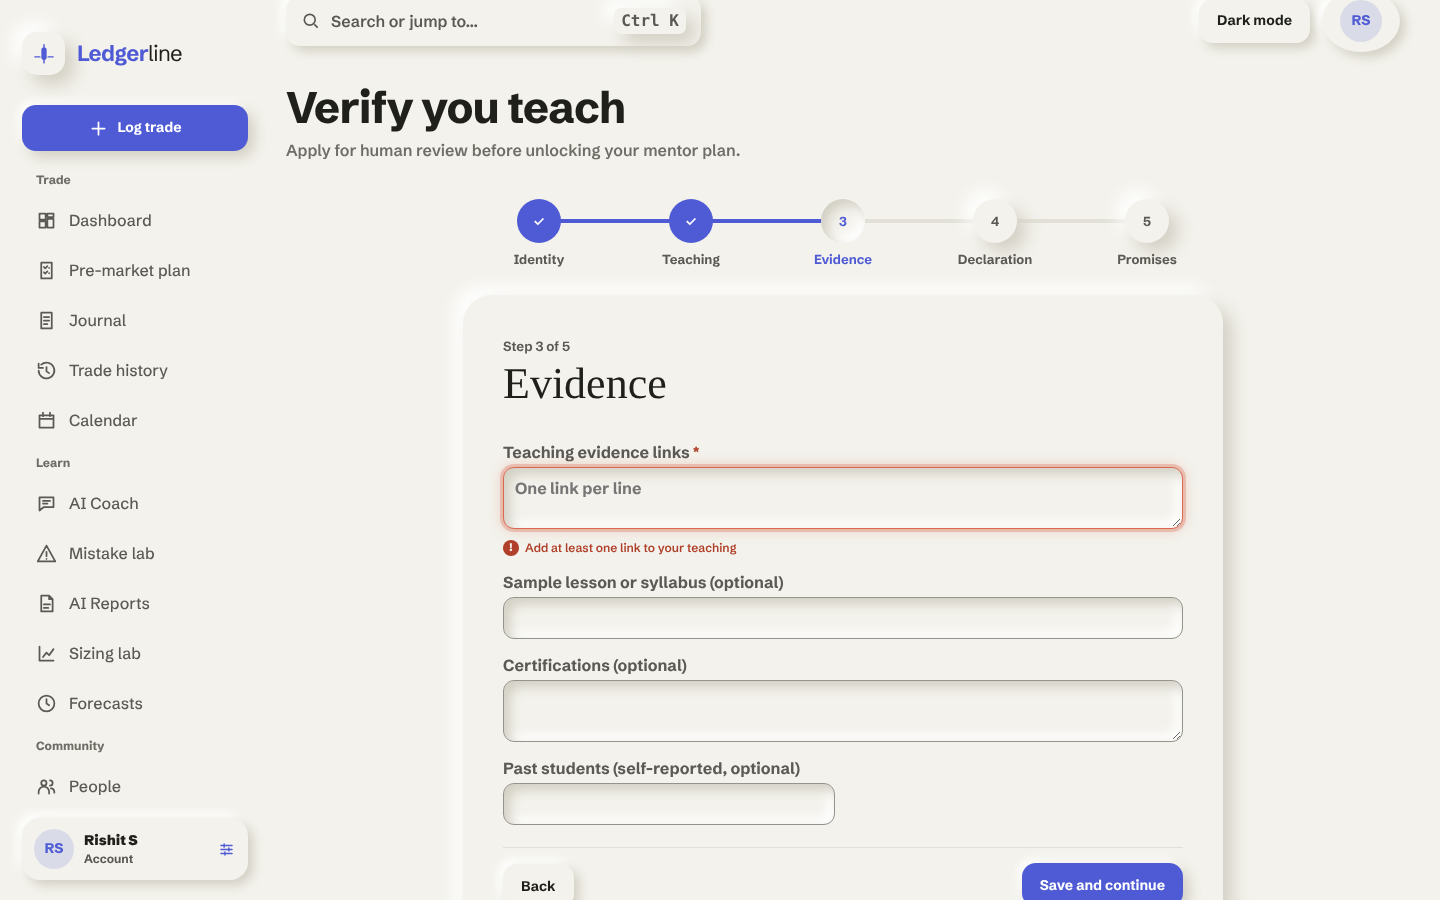 Ledgerline
Search or jump to...
Ctrl K
Dark mode
RS
Log trade
Trade
Dashboard
Pre-market plan
Journal
Trade history
Calendar
Learn
AI Coach
Mistake lab
AI Reports
Sizing lab
Forecasts
Community
People
RS
Rishit S
Account
Verify you teach
Apply for human review before unlocking your mentor plan.
3
4
5
Identity
Teaching
Evidence
Declaration
Promises
Step 3 of 5
Evidence
Teaching evidence links *
One link per line
! Add at least one link to your teaching
Sample lesson or syllabus (optional)
Certifications (optional)
Past students (self-reported, optional)
Back
Save and continue